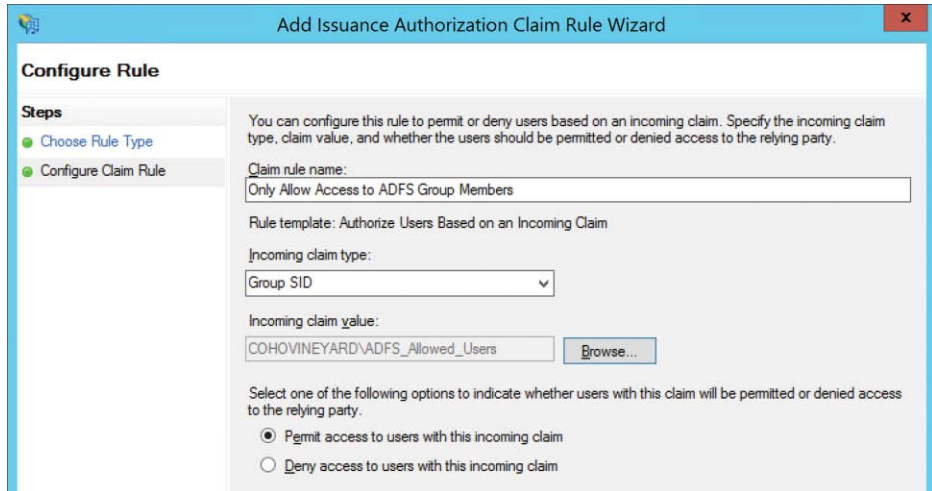 Add Issuance Authorization Claim Rule Wizard
x
Configure Rule
Steps
Choose Rule Type
Configure Claim Rule
You can configure this rule to permit or deny users based on an incoming claim. Specify the incoming claim
type, claim value, and whether the users should be permitted or denied access to the relying party.
Claim rule name:
Only Allow Access to ADFS Group Members
Rule template: Authorize Users Based on an Incoming Claim
Incoming claim type:
Group SID
Incoming claim value:
COHOVINEYARD\ADFS_Allowed_Users
Browse...
Select one of the following options to indicate whether users with this claim will be permitted or denied access
to the relying party.
Permit access to users with this incoming claim
Deny access to users with this incoming claim